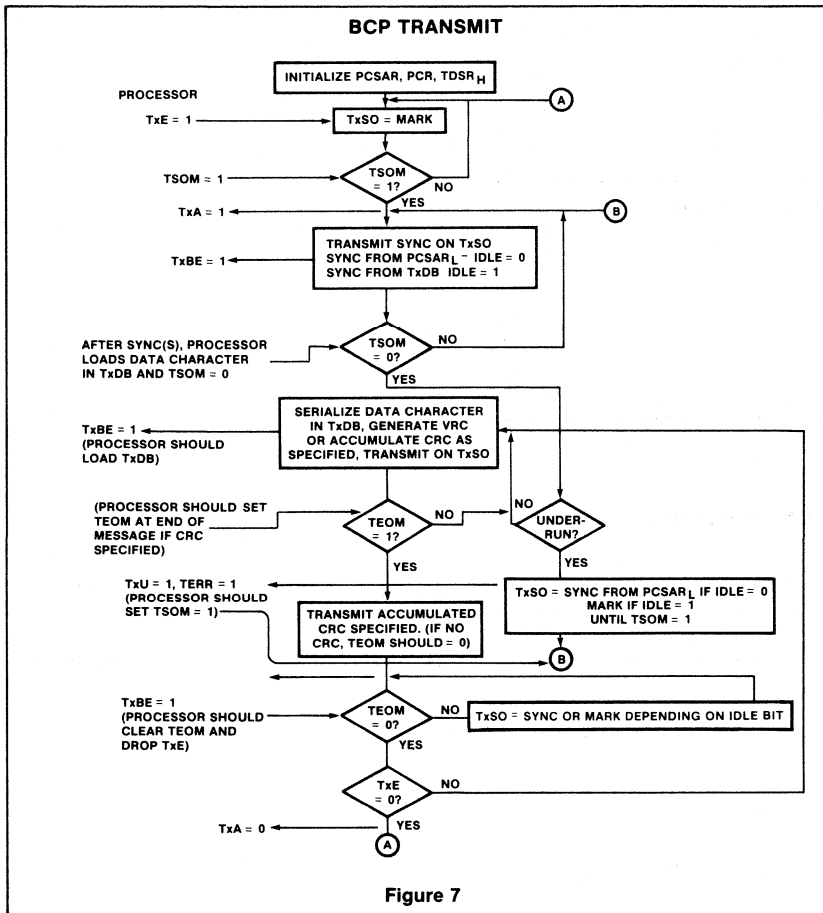 BCP TRANSMIT
INITIALIZE PCSAR, PCR, TDSRH
PROCESSOR
A
TxE = 1
TxSO = MARK
TSOM = 1
TSOM
= 1?
NO
YES
TxA = 1
B
TRANSMIT SYNC ON TxSO
SYNC FROM PCSARL – IDLE = 0
SYNC FROM TxDB IDLE = 1
TxBE = 1
AFTER SYNC(S), PROCESSOR
LOADS DATA CHARACTER
IN TxDB AND TSOM = 0
TSOM
= 0?
NO
YES
SERIALIZE DATA CHARACTER
IN TxDB, GENERATE VRC
OR ACCUMULATE CRC AS
SPECIFIED, TRANSMIT ON TxSO
TxBE = 1
(PROCESSOR SHOULD
LOAD TxDB)
(PROCESSOR SHOULD SET
TEOM AT END OF
MESSAGE IF CRC
SPECIFIED)
TEOM
= 1?
NO
YES
NO
UNDER-
RUN?
YES
TxU = 1, TERR = 1
(PROCESSOR SHOULD
SET TSOM = 1)
TRANSMIT ACCUMULATED
CRC SPECIFIED. (IF NO
CRC, TEOM SHOULD = 0)
TxSO = SYNC FROM PCSARL IF IDLE = 0
MARK IF IDLE = 1
UNTIL TSOM = 1
B
TxBE = 1
(PROCESSOR SHOULD
CLEAR TEOM AND
DROP TxE)
TEOM
= 0?
NO
YES
TxSO = SYNC OR MARK DEPENDING ON IDLE BIT
TxE
= 0?
NO
YES
TxA = 0
A
Figure 7